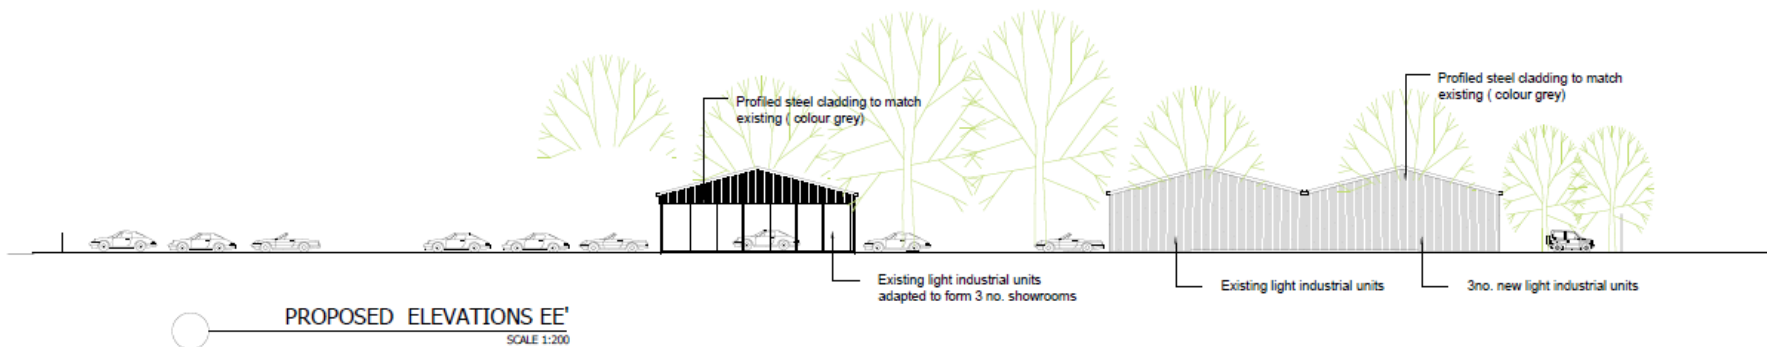 Profiled steel cladding to match
existing ( colour grey)
Profiled steel cladding to match
existing ( colour grey)
Existing light industrial units
adapted to form 3 no. showrooms
Existing light industrial units
3no. new light industrial units
PROPOSED ELEVATIONS EE'
SCALE 1:200